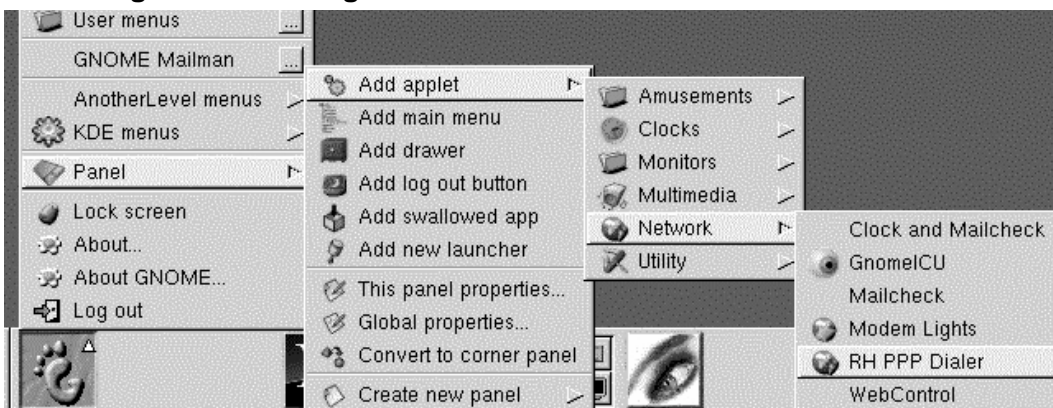 User menus
...
GNOME Mailman
...
AnotherLevel menus
KDE menus
Panel
Lock screen
About...
About GNOME...
Log out
Add applet
Add main menu
Add drawer
Add log out button
Add swallowed app
Add new launcher
This panel properties...
Global properties...
Convert to corner panel
Create new panel
Amusements
Clocks
Monitors
Multimedia
Network
Utility
Clock and Mailcheck
GnomeICU
Mailcheck
Modem Lights
RH PPP Dialer
WebControl